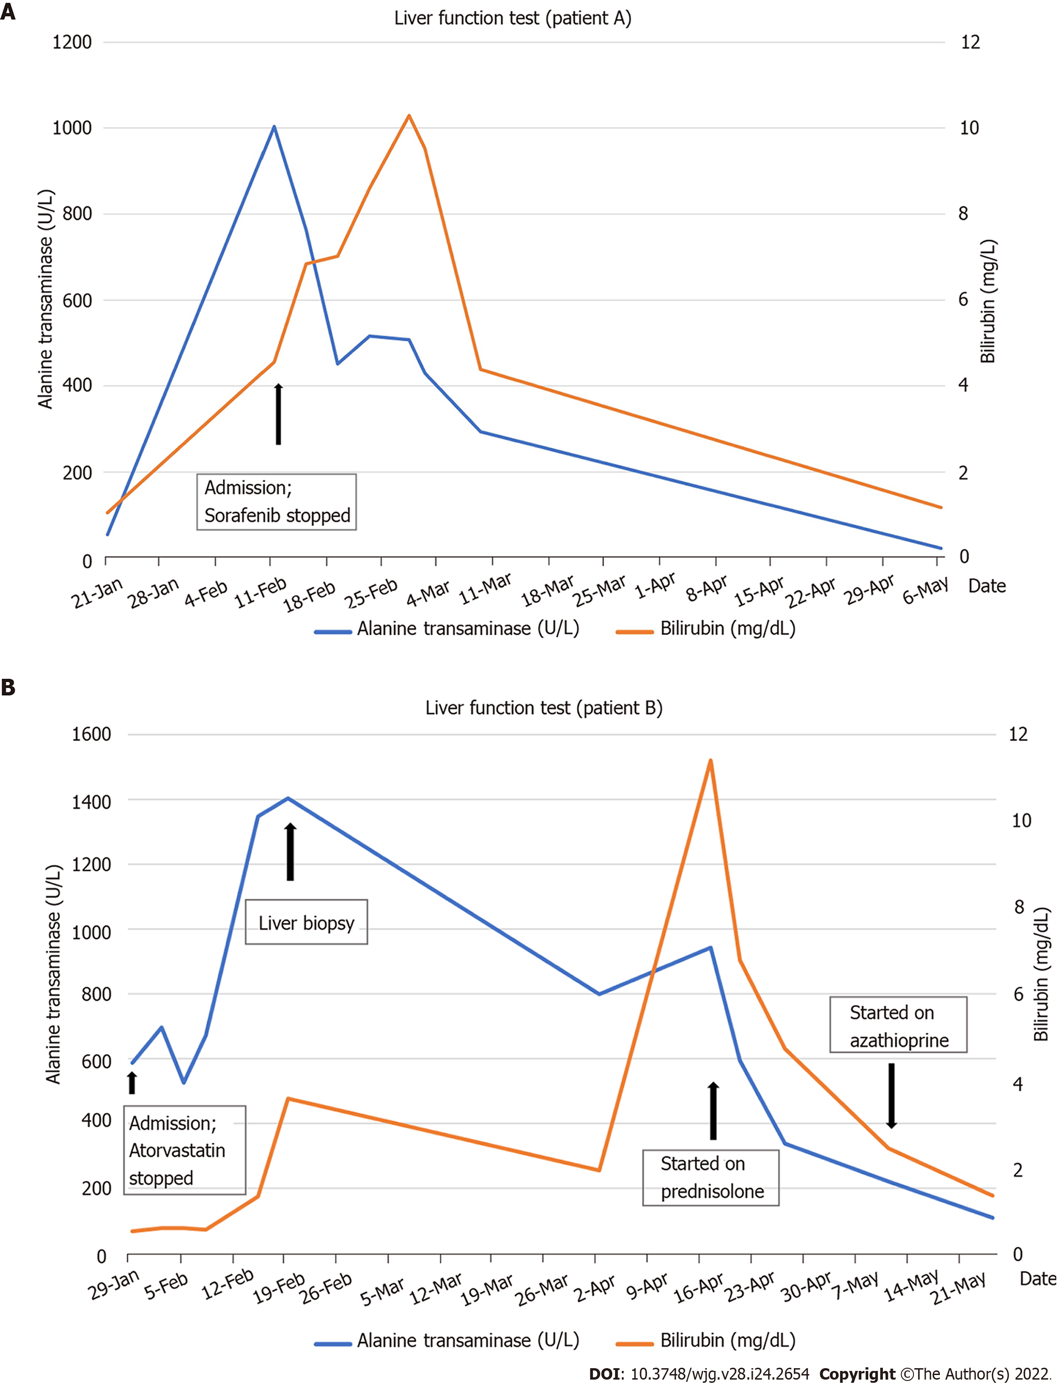 A
Liver function test (patient A)
1200
1000
800
600
400
200
0
Alanine transaminase (U/L)
12
10
8
6
4
2
0
Bilirubin (mg/L)
Admission;
Sorafenib stopped
21-Jan 28-Jan 4-Feb 11-Feb 18-Feb 25-Feb 4-Mar 11-Mar 18-Mar 25-Mar 1-Apr 8-Apr 15-Apr 22-Apr 29-Apr 6-May Date
Alanine transaminase (U/L) Bilirubin (mg/dL)
B
Liver function test (patient B)
1600
1400
1200
1000
800
600
400
200
0
Alanine transaminase (U/L)
12
10
8
6
4
2
0
Bilirubin (mg/dL)
Admission;
Atorvastatin
stopped
Liver biopsy
Started on
prednisolone
Started on
azathioprine
29-Jan 5-Feb 12-Feb 19-Feb 26-Feb 5-Mar 12-Mar 19-Mar 26-Mar 2-Apr 9-Apr 16-Apr 23-Apr 30-Apr 7-May 14-May 21-May Date
Alanine transaminase (U/L) Bilirubin (mg/dL)
DOI: 10.3748/wjg.v28.i24.2654 Copyright ©The Author(s) 2022.